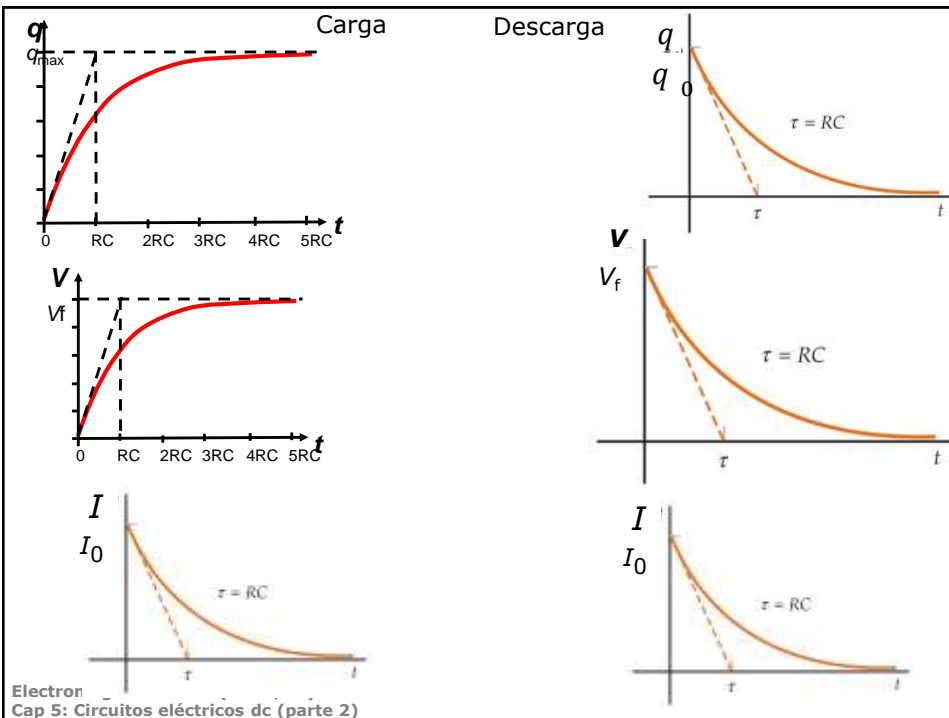 Carga
Descarga
q
qmax
0 RC 2RC 3RC 4RC 5RC t
q
q0
τ = RC
τ
t
V
Vf
0 RC 2RC 3RC 4RC 5RC t
V
Vf
τ = RC
τ
t
I
I0
τ = RC
τ
t
I
I0
τ = RC
τ
t
Cap 5: Circuitos eléctricos dc (parte 2)